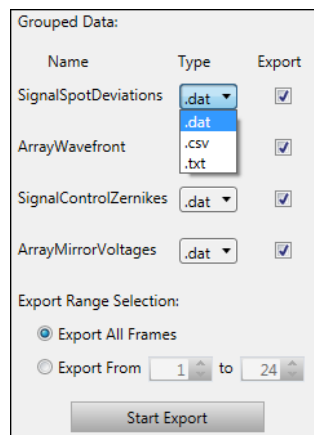 Grouped Data:
Name Type Export
SignalSpotDeviations .dat
.dat
.csv
ArrayWavefront
.txt
SignalControlZernikes .dat
ArrayMirrorVoltages .dat
Export Range Selection:
Export All Frames
Export From 1 to 24
Start Export